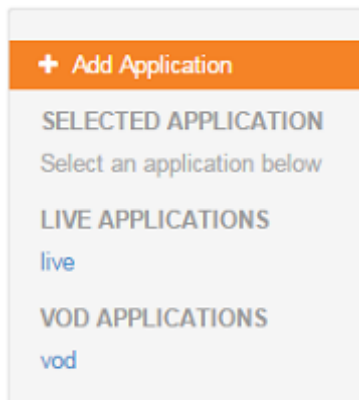 + Add Application
SELECTED APPLICATION
Select an application below
LIVE APPLICATIONS
live
VOD APPLICATIONS
vod